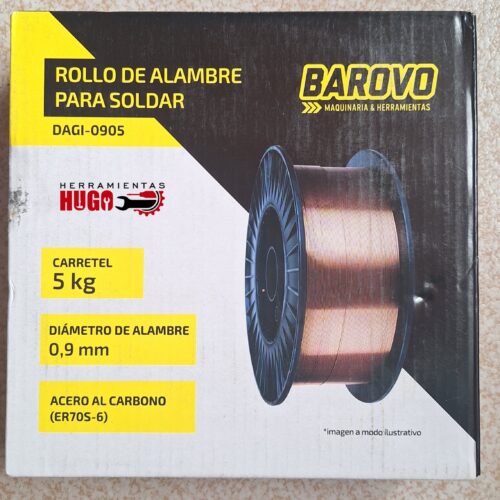 ROLLO DE ALAMBRE
PARA SOLDAR
DAGI-0905
BAROVO
MAQUINARIA & HERRAMIENTAS
HERRAMIENTAS
HUGO
CARRETEL
5 kg
DIÁMETRO DE ALAMBRE
0,9 mm
ACERO AL CARBONO
(ER70S-6)
*imagen a modo ilustrativo